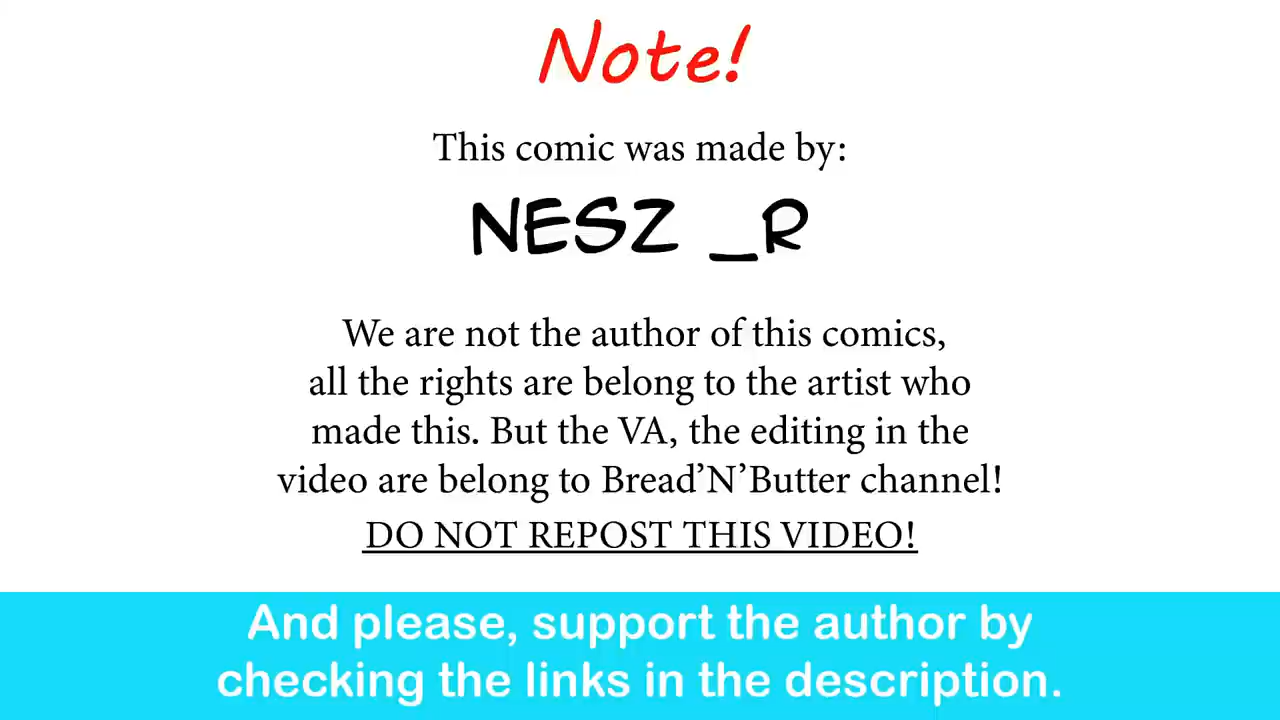 Note!
This comic was made by:
NESZ _R
We are not the author of this comics,
all the rights are belong to the artist who
made this. But the VA, the editing in the
video are belong to Bread’N’Butter channel!
DO NOT REPOST THIS VIDEO!
And please, support the author by
checking the links in the description.